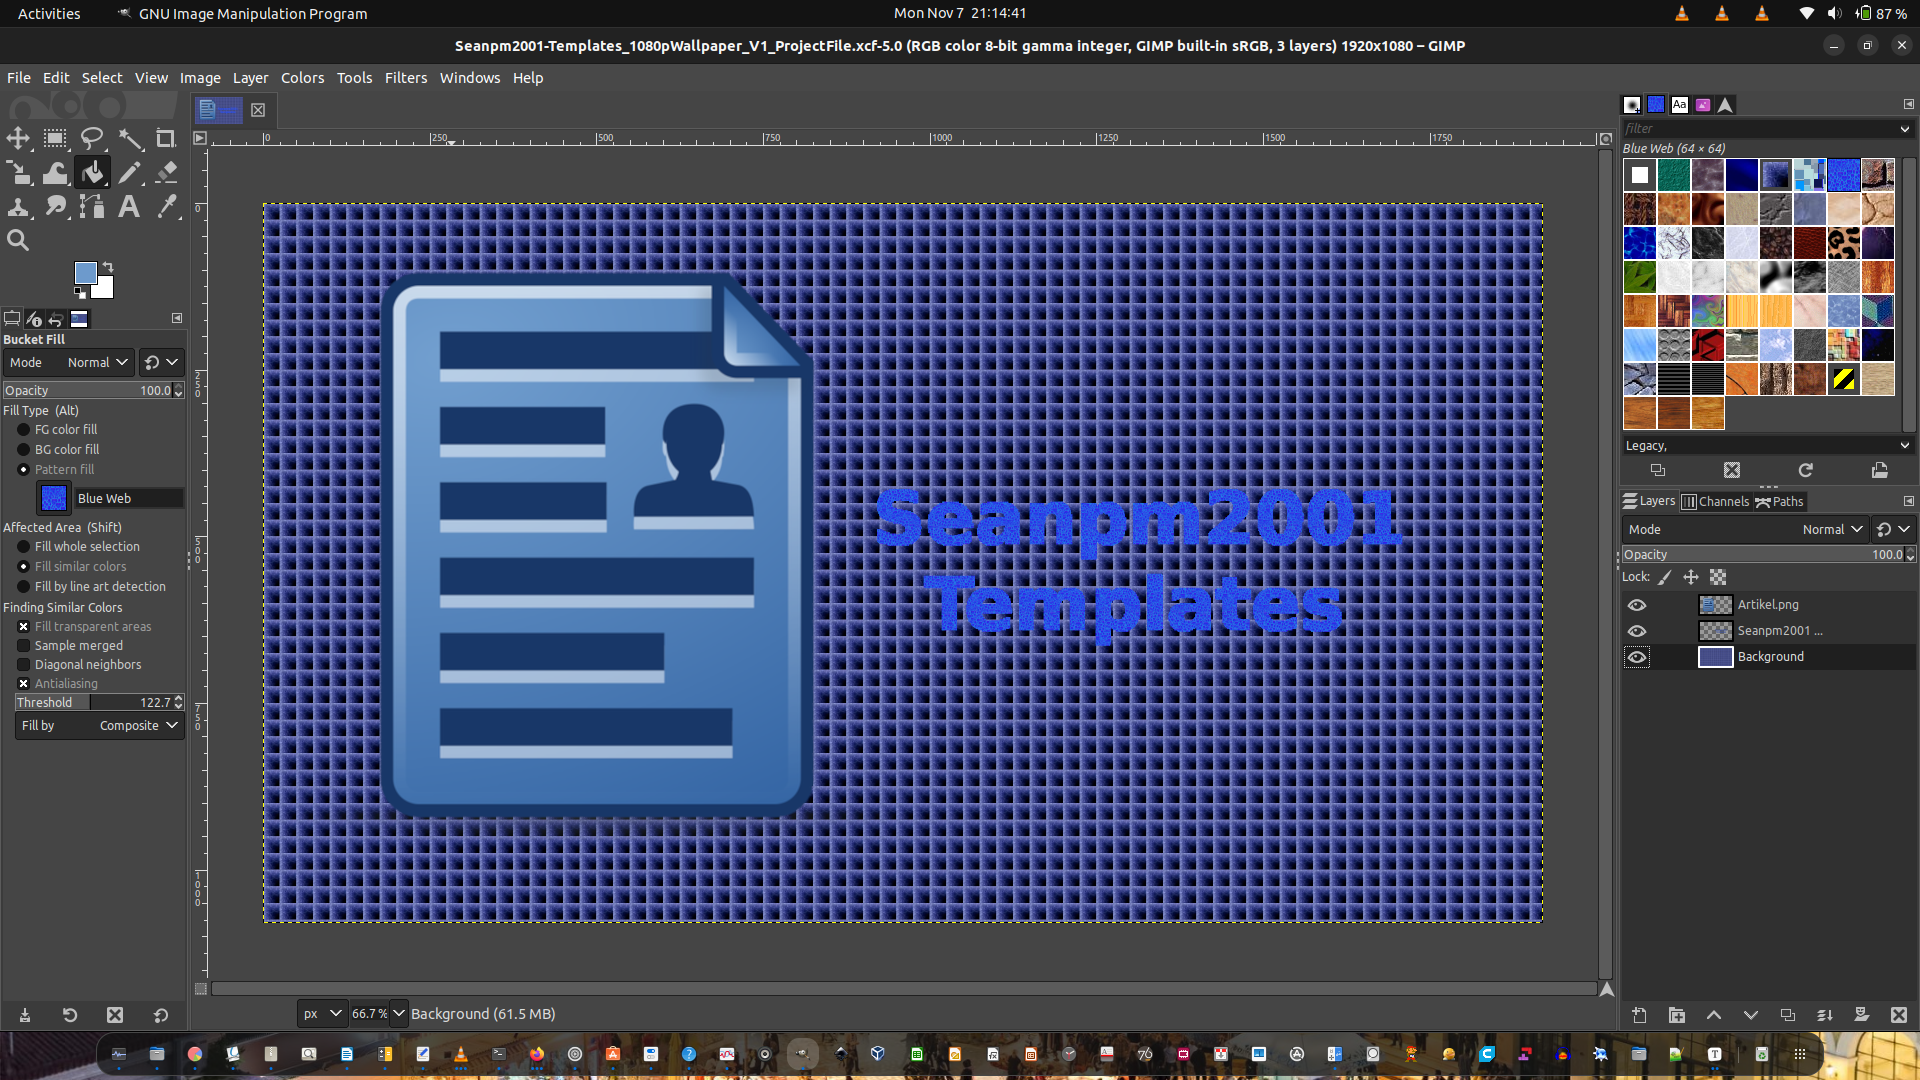 Activities
GNU Image Manipulation Program
Mon Nov 7 21:14:41
87 %
Seanpm2001-Templates_1080pWallpaper_V1_ProjectFile.xcf-5.0 (RGB color 8-bit gamma integer, GIMP built-in sRGB, 3 layers) 1920x1080 – GIMP
File Edit Select View Image Layer Colors Tools Filters Windows Help
0 250 500 750 1000 1250 1500 1750
0
250
500
750
1000
Bucket Fill
Mode Normal
Opacity 100.0
Fill Type (Alt)
FG color fill
BG color fill
Pattern fill
Blue Web
Affected Area (Shift)
Fill whole selection
Fill similar colors
Fill by line art detection
Finding Similar Colors
Fill transparent areas
Sample merged
Diagonal neighbors
Antialiasing
Threshold 122.7
Fill by Composite
Seanpm2001
Templates
px 66.7 % Background (61.5 MB)
Aa
filter
Blue Web (64 × 64)
Legacy,
Layers Channels Paths
Mode Normal
Opacity 100.0
Lock:
Artikel.png
Seanpm2001 ...
Background